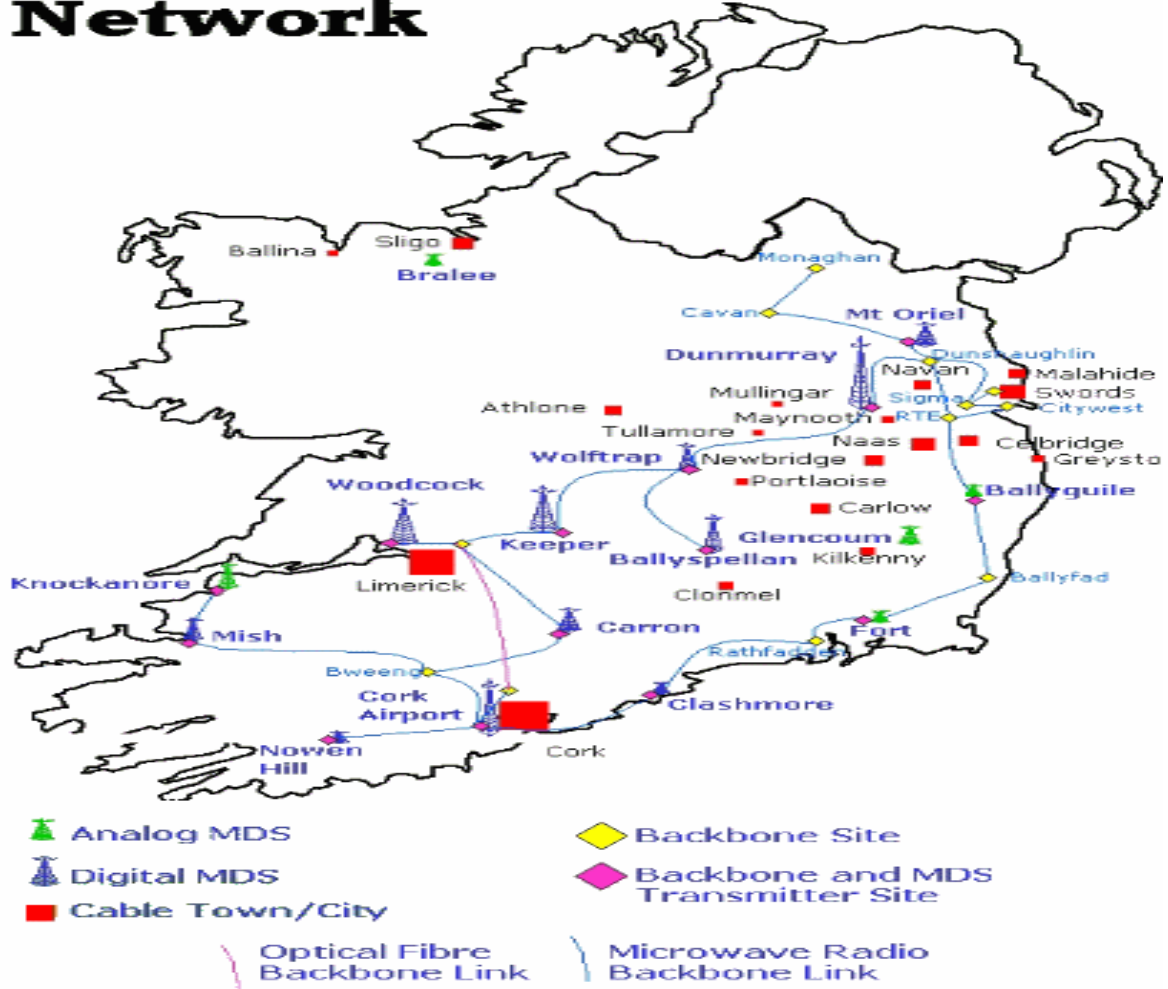 Network
Monaghan
Ballina
Sligo
Bralee
Cavan
Mt Oriel
Dunmurray
Dunshaughlin
Navan
Malahide
Mullingar
Sigma
Swords
Athlone
Maynooth
RTE
Citywest
Tullamore
Naas
Celbridge
Wolftrap
Newbridge
Greysto
Woodcock
Portlaoise
Ballyguile
Carlow
Keeper
Glencoum
Ballyspellan
Kilkenny
Knockanore
Limerick
Ballyfad
Clonmel
Mish
Carron
Fort
Rathfadden
Bweeng
Cork
Airport
Clashmore
Nowen
Hill
Cork
Analog MDS
Backbone Site
Digital MDS
Backbone and MDS
Transmitter Site
Cable Town/City
Optical Fibre
Backbone Link
Microwave Radio
Backbone Link